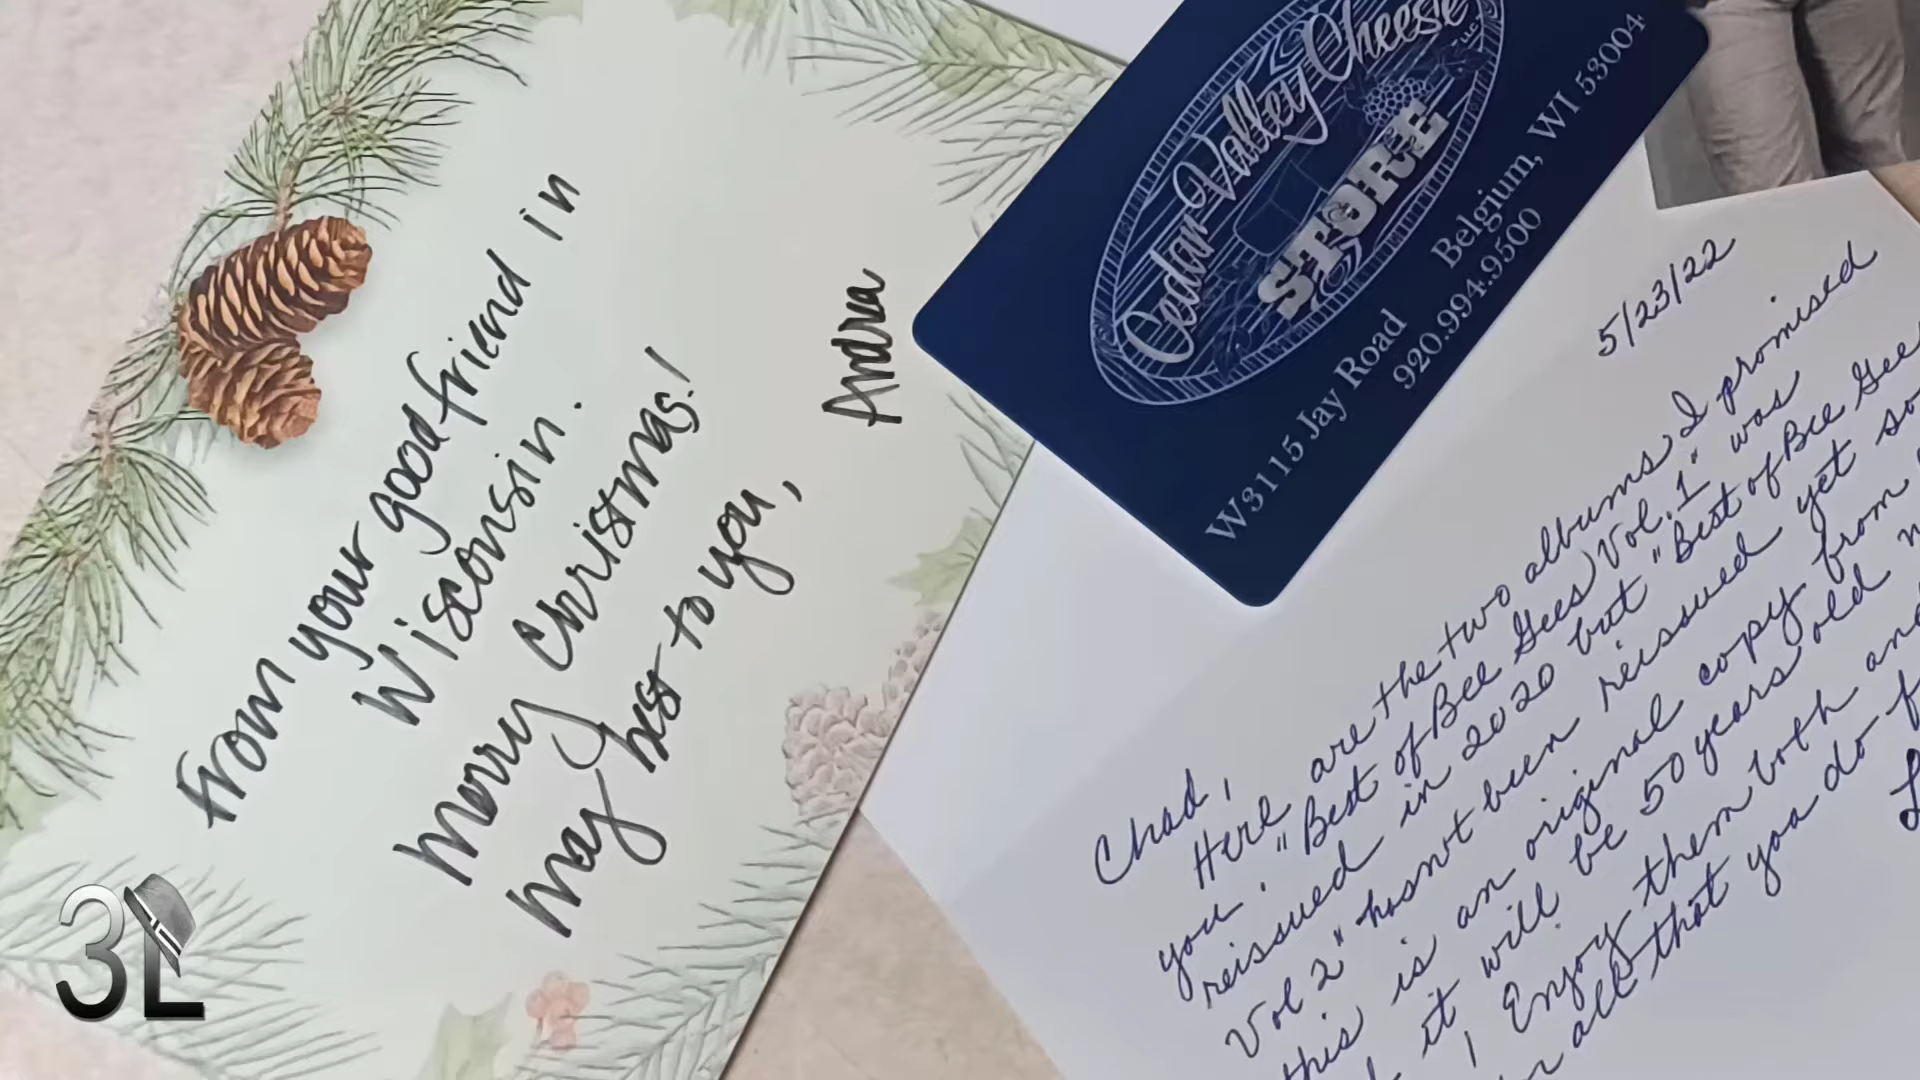 from your good friend in
Wisconsin.
Merry Christmas!
May best to you,
Andrea
Cedar Valley Cheese
LLC
STORE
W3115 Jay Road Belgium, WI 53004
920.994.9500
5/23/22
Chad,
Here are the two albums I promised
you. "Best of Bee Gees Vol. 1" was
reissued in 2020 but "Best of Bee Gees
Vol 2" hasn't been reissued yet so
this is an original copy from
it will be 50 years old
! Enjoy them both and
all that you do
3L